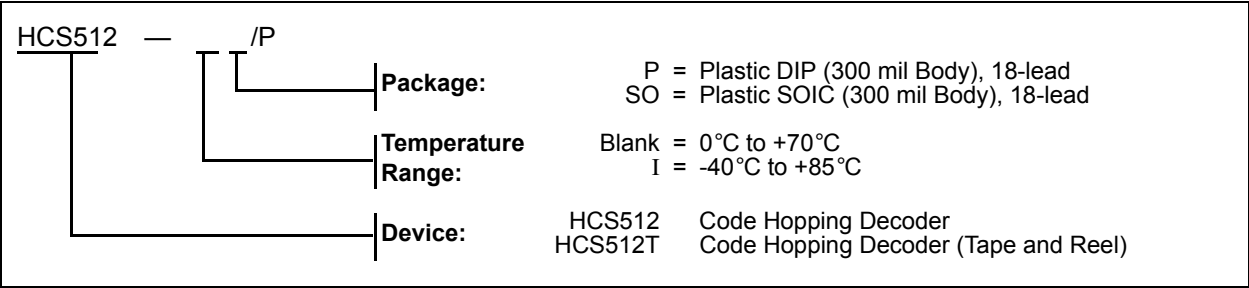 HCS512 — /P
Package: P = Plastic DIP (300 mil Body), 18-lead
SO = Plastic SOIC (300 mil Body), 18-lead
Temperature Blank = 0°C to +70°C
Range: I = -40°C to +85°C
Device: HCS512 Code Hopping Decoder
HCS512T Code Hopping Decoder (Tape and Reel)